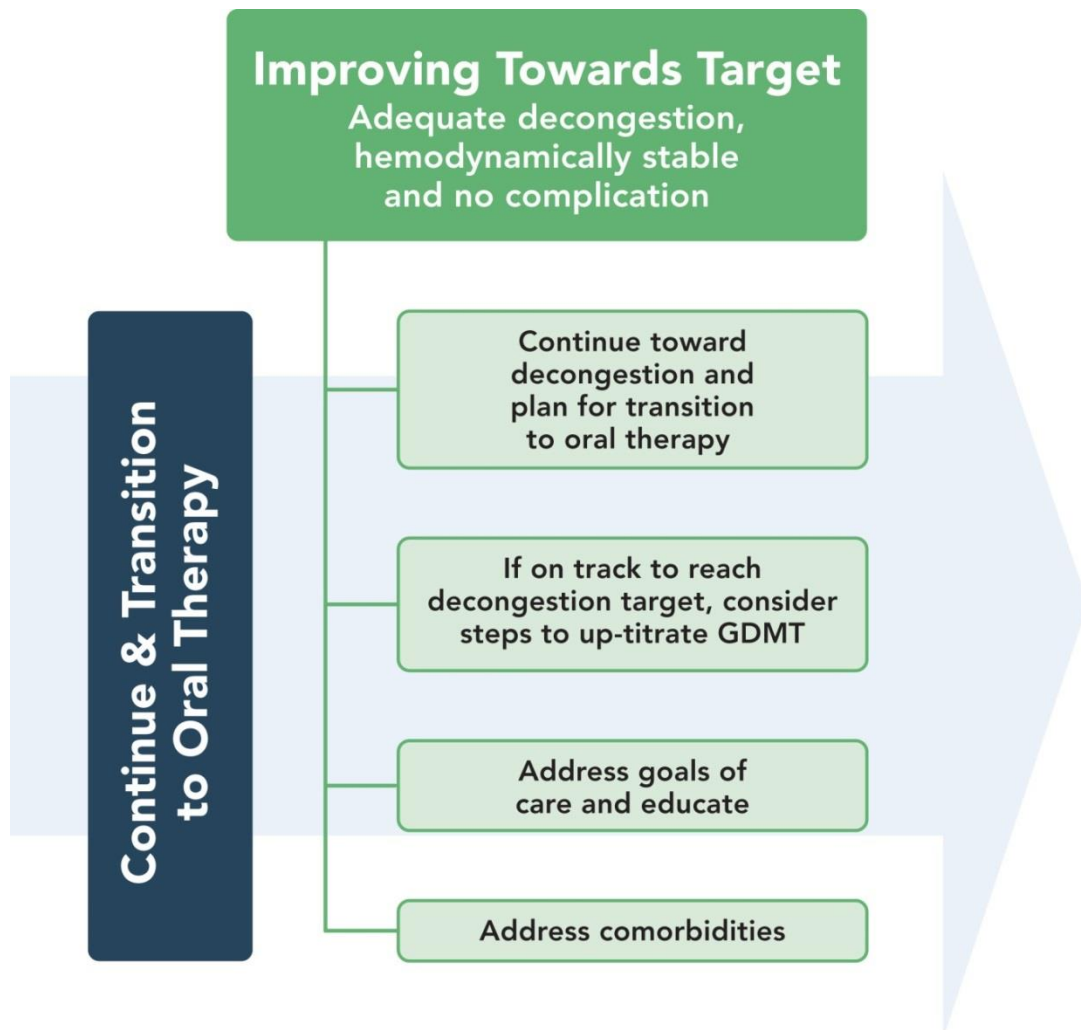 Improving Towards Target
Adequate decongestion,
hemodynamically stable
and no complication
Continue & Transition
to Oral Therapy
Continue toward
decongestion and
plan for transition
to oral therapy
If on track to reach
decongestion target, consider
steps to up-titrate GDMT
Address goals of
care and educate
Address comorbidities